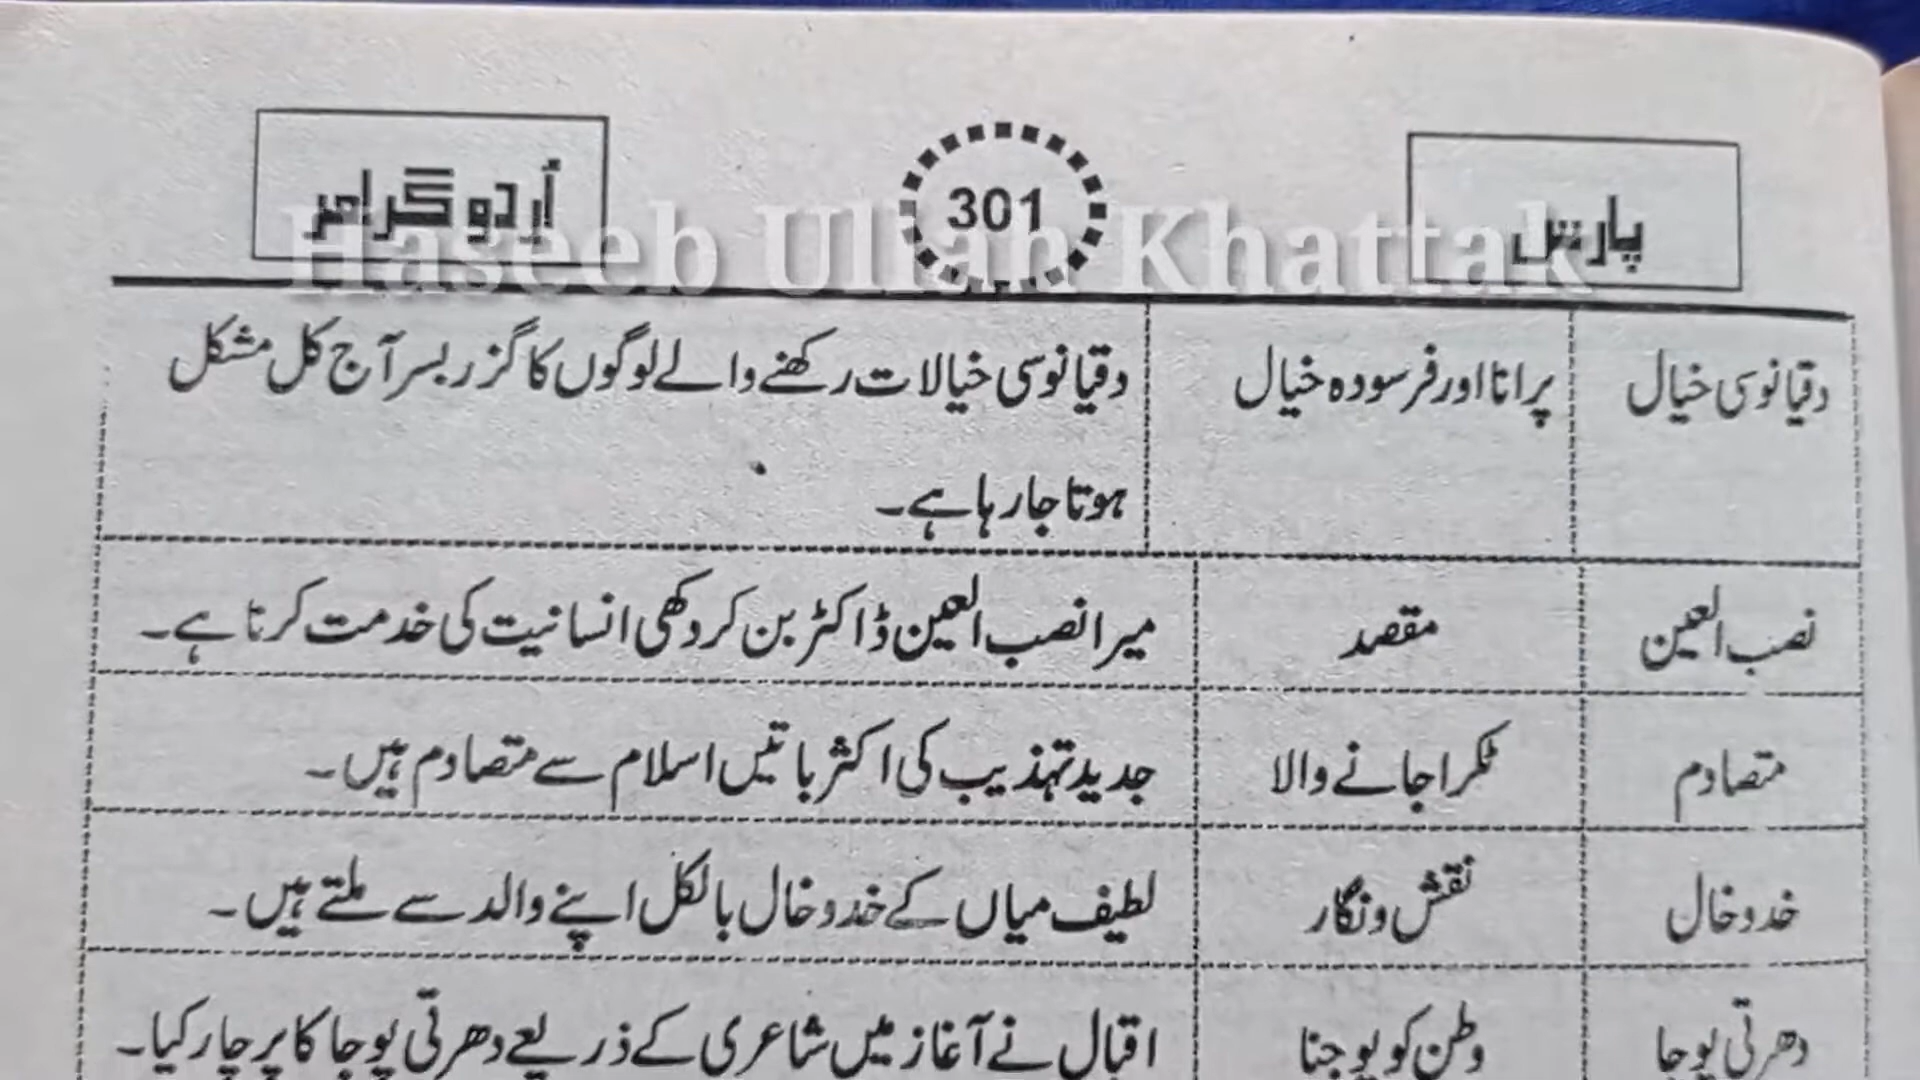 پارس
301
اُردو گرامر
Haseeb Ullah Khattak
دقیانوسی خیال
پرانا اور فرسودہ خیال
دقیانوسی خیالات رکھنے والے لوگوں کا گزر بسر آج کل مشکل
ہوتا جا رہا ہے۔
نصب العین
مقصد
میرا نصب العین ڈاکٹر بن کر دکھی انسانیت کی خدمت کرنا ہے۔
متصادم
ٹکرا جانے والا
جدید تہذیب کی اکثر باتیں اسلام سے متصادم ہیں۔
خدوخال
نقش و نگار
لطیف میاں کے خدوخال بالکل اپنے والد سے ملتے ہیں۔
دھرتی پوجا
وطن کو پوجنا
اقبال نے آغاز میں شاعری کے ذریعے دھرتی پوجا کا پرچار کیا۔